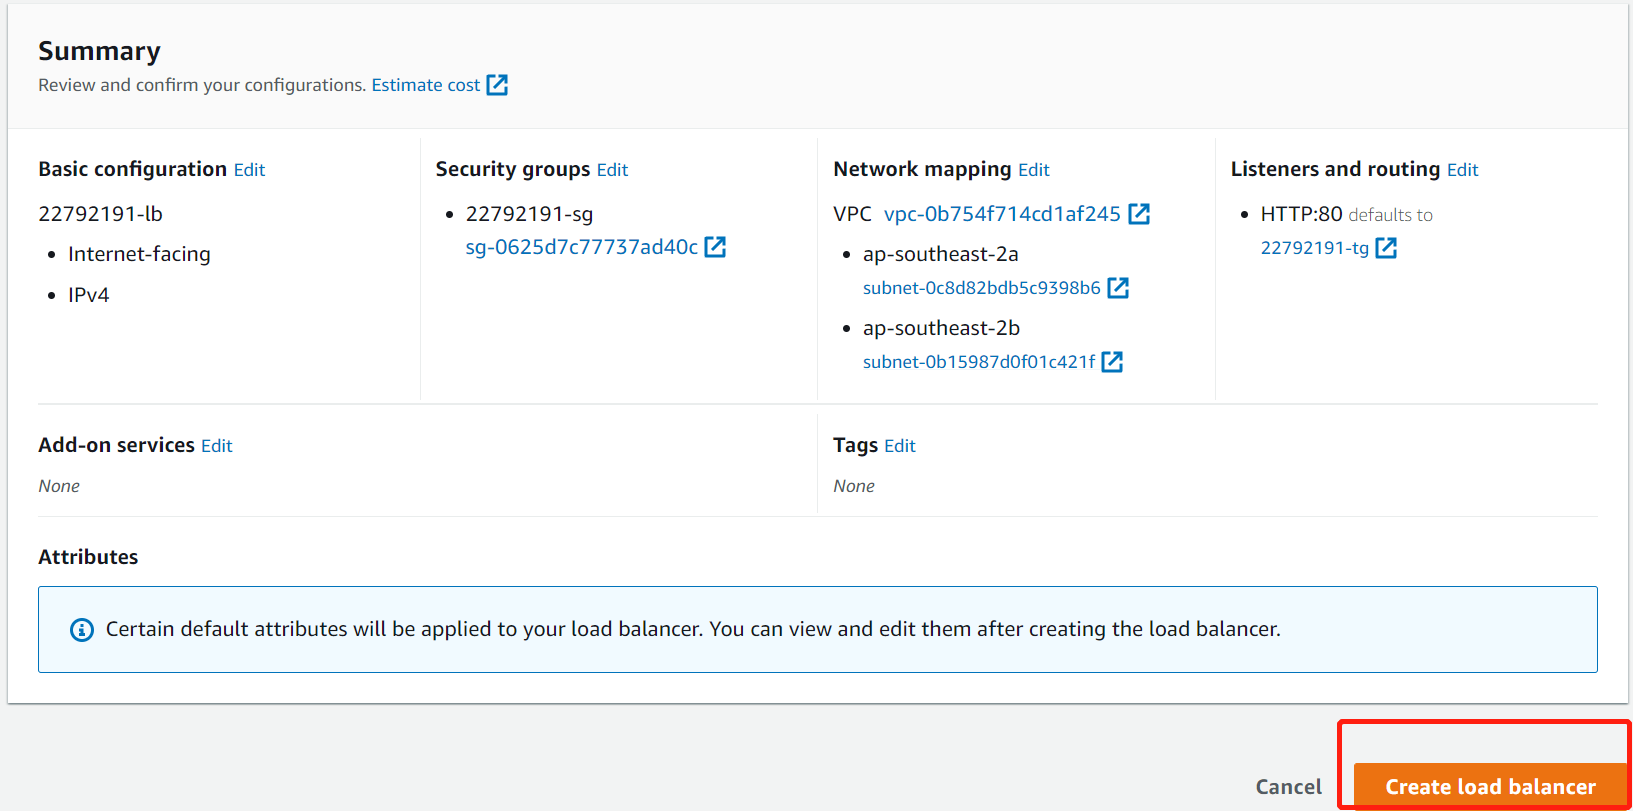 Summary
Review and confirm your configurations. Estimate cost
Basic configuration Edit
22792191-lb
Internet-facing
IPv4
Security groups Edit
22792191-sg
sg-0625d7c77737ad40c
Network mapping Edit
VPC vpc-0b754f714cd1af245
ap-southeast-2a
subnet-0c8d82bdb5c9398b6
ap-southeast-2b
subnet-0b15987d0f01c421f
Listeners and routing Edit
HTTP:80 defaults to
22792191-tg
Add-on services Edit
None
Tags Edit
None
Attributes
Certain default attributes will be applied to your load balancer. You can view and edit them after creating the load balancer.
Cancel
Create load balancer